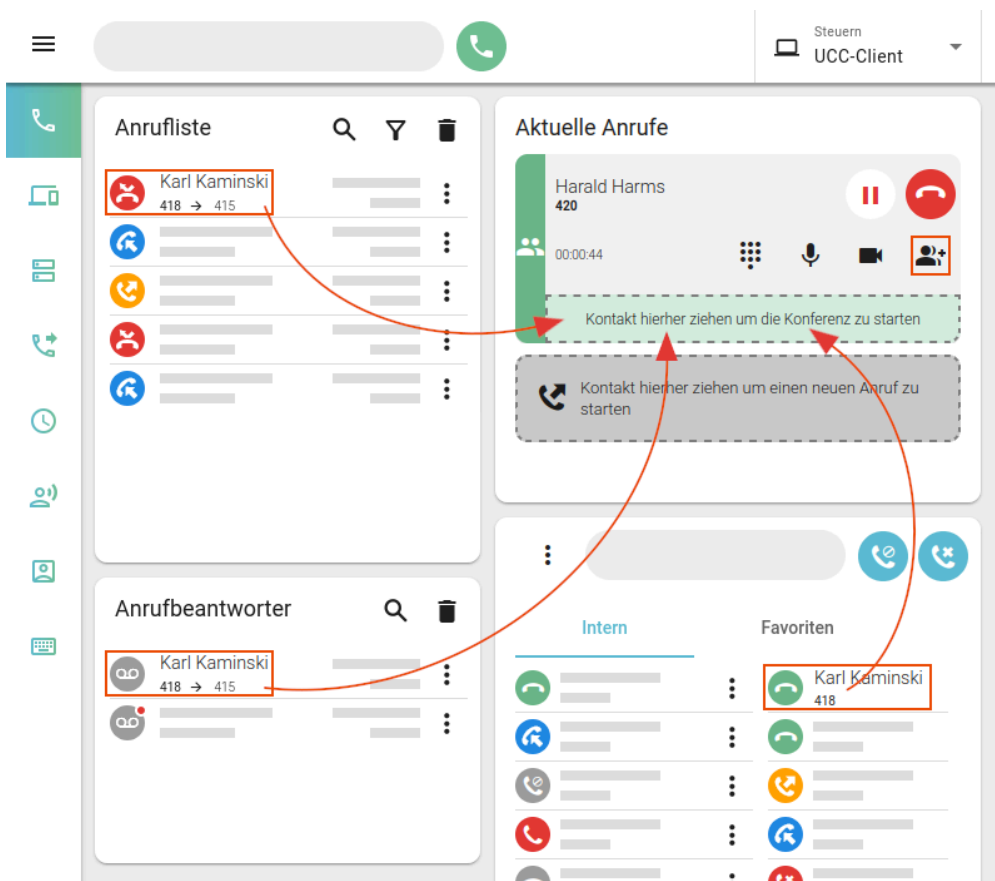 Steuern
UCC-Client
Anrufliste
Karl Kaminski
418 → 415
Aktuelle Anrufe
Harald Harms
420
00:00:44
Kontakt hierher ziehen um die Konferenz zu starten
Kontakt hierher ziehen um einen neuen Anruf zu
starten
Anrufbeantworter
Karl Kaminski
418 → 415
Intern
Favoriten
Karl Kaminski
418